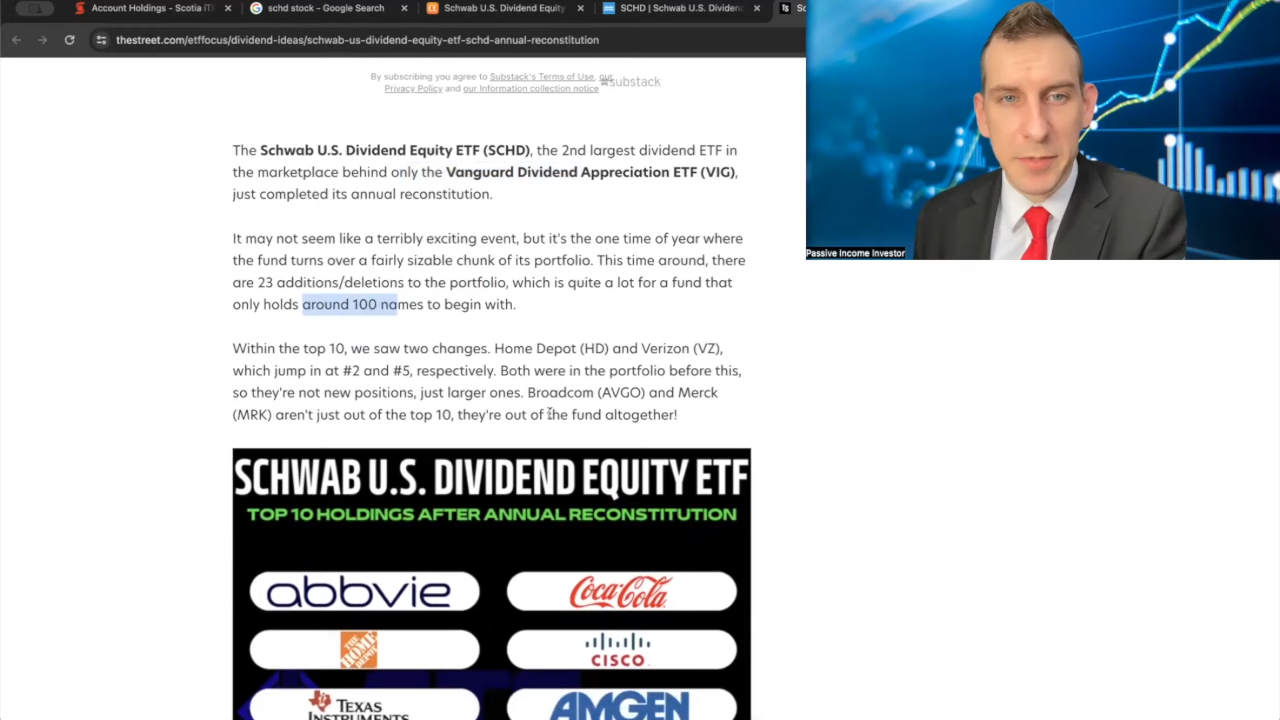 Account Holdings - Scotia iT
schd stock - Google Search
Schwab U.S. Dividend Equity
SCHD | Schwab U.S. Dividen
thestreet.com/etffocus/dividend-ideas/schwab-us-dividend-equity-etf-schd-annual-reconstitution
By subscribing you agree to Substack's Terms of Use, our
Privacy Policy and our Information collection notice
substack
The Schwab U.S. Dividend Equity ETF (SCHD), the 2nd largest dividend ETF in
the marketplace behind only the Vanguard Dividend Appreciation ETF (VIG),
just completed its annual reconstitution.
It may not seem like a terribly exciting event, but it's the one time of year where
the fund turns over a fairly sizable chunk of its portfolio. This time around, there
are 23 additions/deletions to the portfolio, which is quite a lot for a fund that
only holds around 100 names to begin with.
Within the top 10, we saw two changes. Home Depot (HD) and Verizon (VZ),
which jump in at #2 and #5, respectively. Both were in the portfolio before this,
so they're not new positions, just larger ones. Broadcom (AVGO) and Merck
(MRK) aren't just out of the top 10, they're out of the fund altogether!
SCHWAB U.S. DIVIDEND EQUITY ETF
TOP 10 HOLDINGS AFTER ANNUAL RECONSTITUTION
abbvie
Coca-Cola
THE HOME DEPOT
CISCO
TEXAS INSTRUMENTS
AMGEN
Passive Income Investor